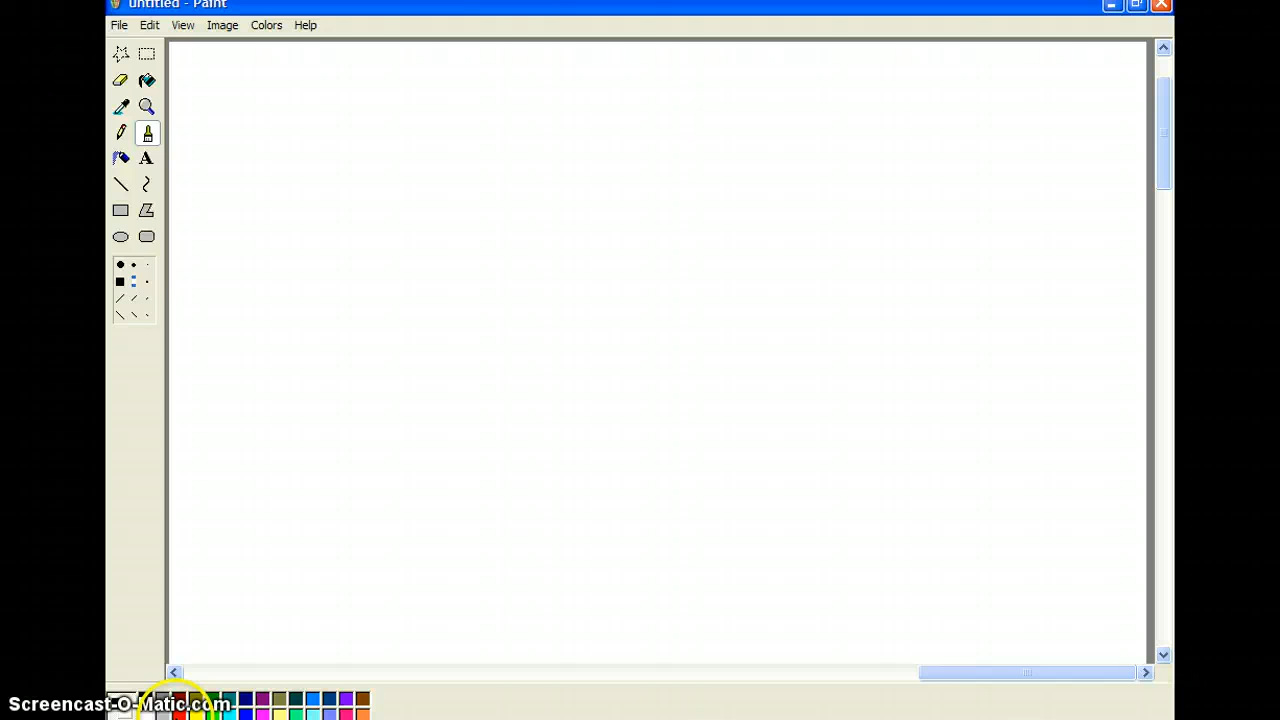 untitled - Paint
File Edit View Image Colors Help
A
Screencast-O-Matic.com